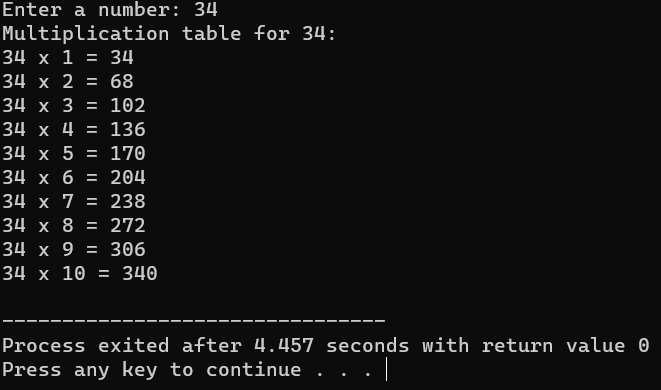 Enter a number: 34
Multiplication table for 34:
34 x 1 = 34
34 x 2 = 68
34 x 3 = 102
34 x 4 = 136
34 x 5 = 170
34 x 6 = 204
34 x 7 = 238
34 x 8 = 272
34 x 9 = 306
34 x 10 = 340
--------------------------------
Process exited after 4.457 seconds with return value 0
Press any key to continue . . .